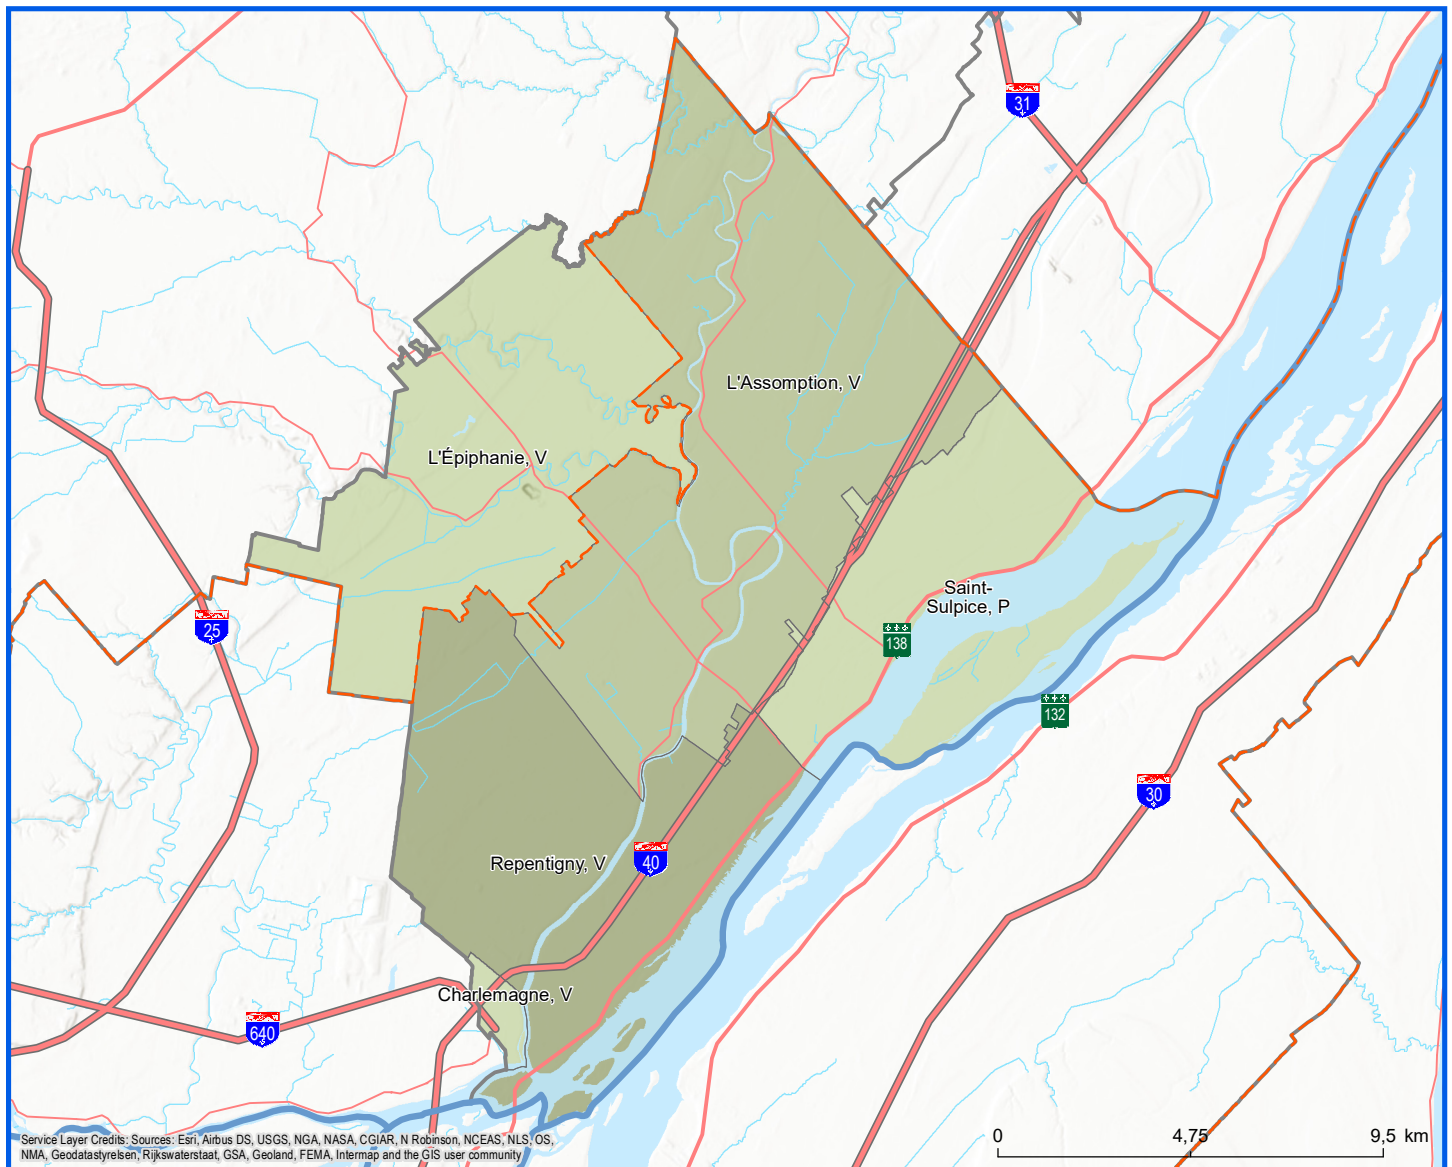 31
L'Assomption, V
L'Épiphanie, V
Saint-
Sulpice, P
25
138
132
30
Repentigny, V
40
Charlemagne, V
640
0 4,75 9,5 km
Service Layer Credits: Sources: Esri, Airbus DS, USGS, NGA, NASA, CGIAR, N Robinson, NCEAS, NLS, OS,
NMA, Geodatastyrelsen, Rijkswaterstaat, GSA, Geoland, FEMA, Intermap and the GIS user community